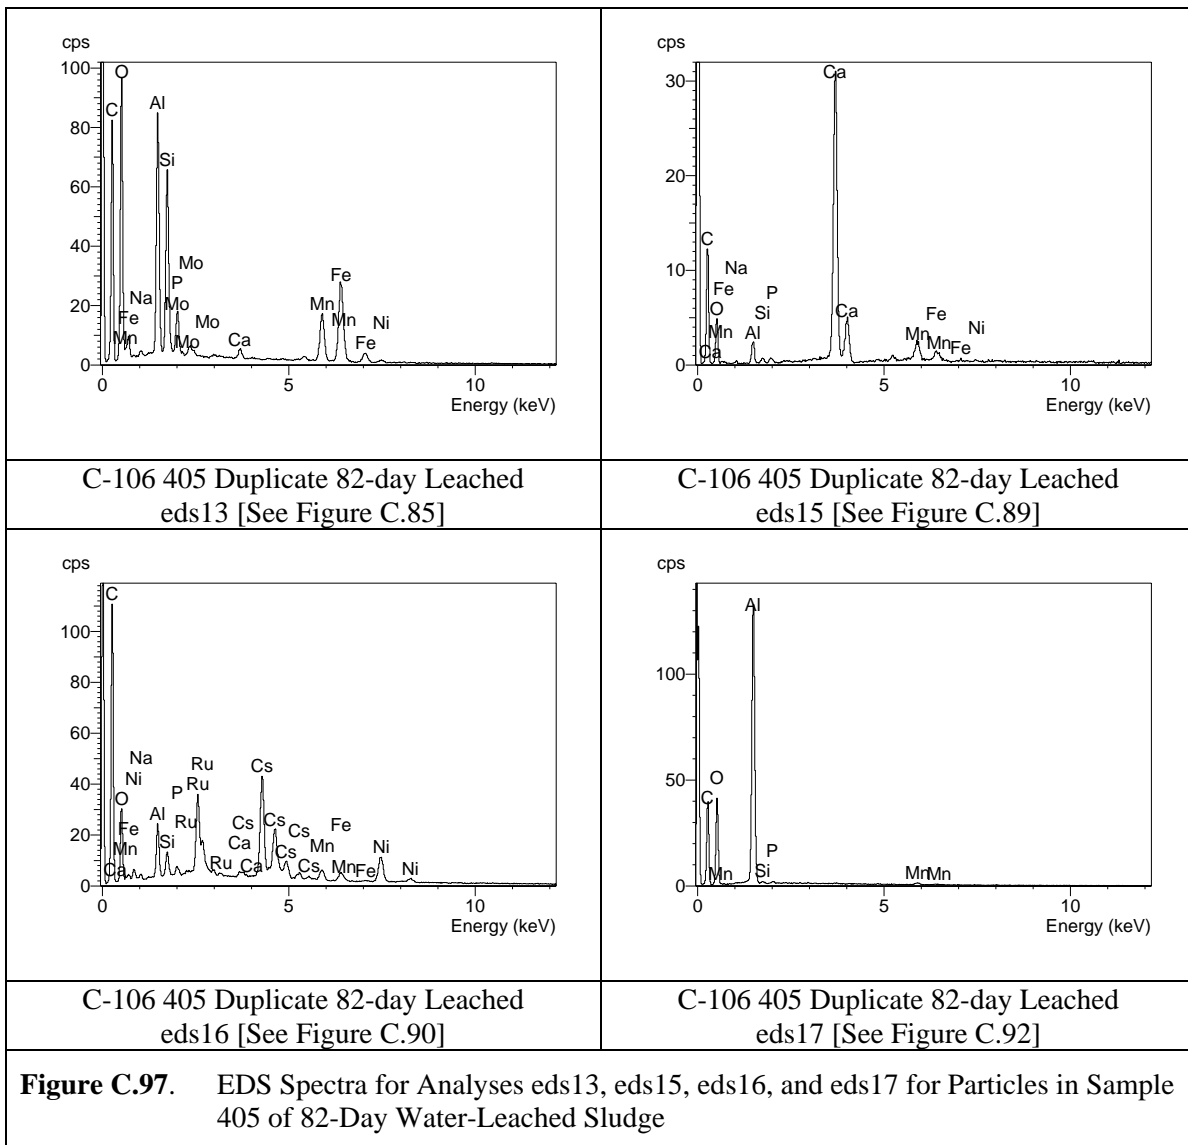 cps
100
80
60
40
20
0
C
O
Al
Si
Mo
P
Na
Mo
Fe
Mo
Mn
Mo
Ca
Fe
Mn
Mn
Ni
Fe
0
5
10
Energy (keV)
cps
30
20
10
0
Ca
C
Na
Fe
P
O
Si
Mn
Al
Ca
Ca
Fe
Ni
Mn
Mn
Fe
0
5
10
Energy (keV)
C-106 405 Duplicate 82-day Leached
eds13 [See Figure C.85]
C-106 405 Duplicate 82-day Leached
eds15 [See Figure C.89]
cps
100
80
60
40
20
0
C
Na
Ni
O
Fe
Mn
Ca
P
Al
Si
Ru
Ru
Ru
Ru
Cs
Cs
Ca
Ca
Cs
Cs
Cs
Cs
Mn
Fe
Mn
Fe
Ni
Ni
0
5
10
Energy (keV)
cps
100
50
0
Al
O
C
P
Si
Mn
Mn
Mn
0
5
10
Energy (keV)
C-106 405 Duplicate 82-day Leached
eds16 [See Figure C.90]
C-106 405 Duplicate 82-day Leached
eds17 [See Figure C.92]
Figure C.97. EDS Spectra for Analyses eds13, eds15, eds16, and eds17 for Particles in Sample
405 of 82-Day Water-Leached Sludge